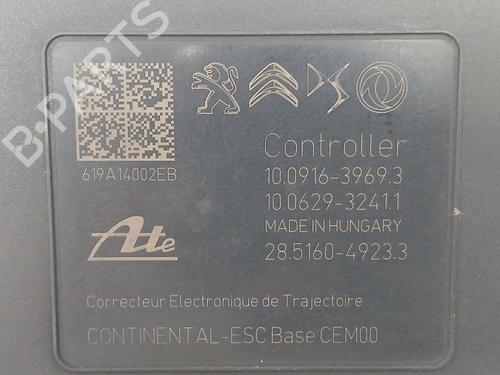 B-PARTS
619A14002EB
Controller
10.0916-3969.3
10.0629-3241.1
MADE IN HUNGARY
28.5160-4923.3
Ate
Correcteur Electronique de Trajectoire
CONTINENTAL-ESC Base CEM00